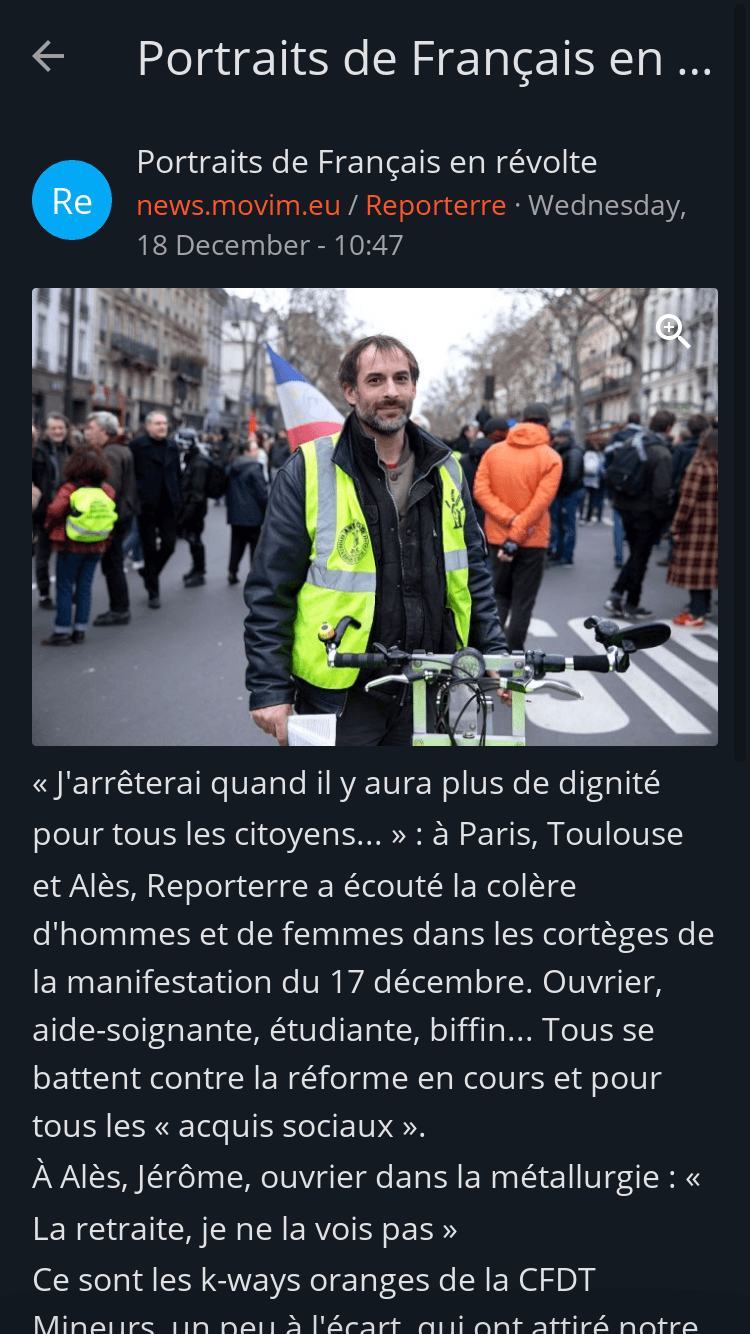 Portraits de Français en ...
Re
Portraits de Français en révolte
news.movim.eu / Reporterre · Wednesday,
18 December - 10:47
« J'arrêterai quand il y aura plus de dignité
pour tous les citoyens... » : à Paris, Toulouse
et Alès, Reporterre a écouté la colère
d'hommes et de femmes dans les cortèges de
la manifestation du 17 décembre. Ouvrier,
aide-soignante, étudiante, biffin... Tous se
battent contre la réforme en cours et pour
tous les « acquis sociaux ».
À Alès, Jérôme, ouvrier dans la métallurgie : «
La retraite, je ne la vois pas »
Ce sont les k-ways oranges de la CFDT
Mineurs, un peu à l'écart, qui ont attiré notre